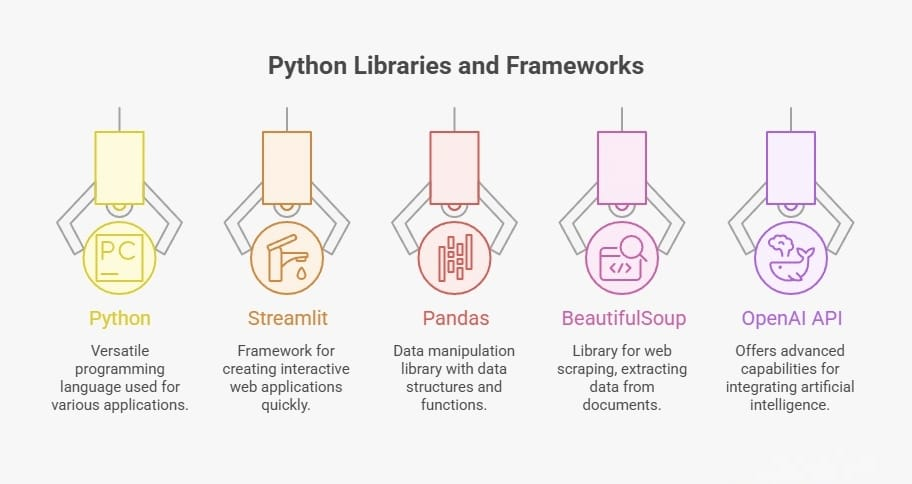 Python Libraries and Frameworks
PC
Python
Versatile
programming
language used for
various applications.
Streamlit
Framework for
creating interactive
web applications
quickly.
Pandas
Data manipulation
library with data
structures and
functions.
</>
BeautifulSoup
Library for web
scraping, extracting
data from
documents.
OpenAI API
Offers advanced
capabilities for
integrating artificial
intelligence.